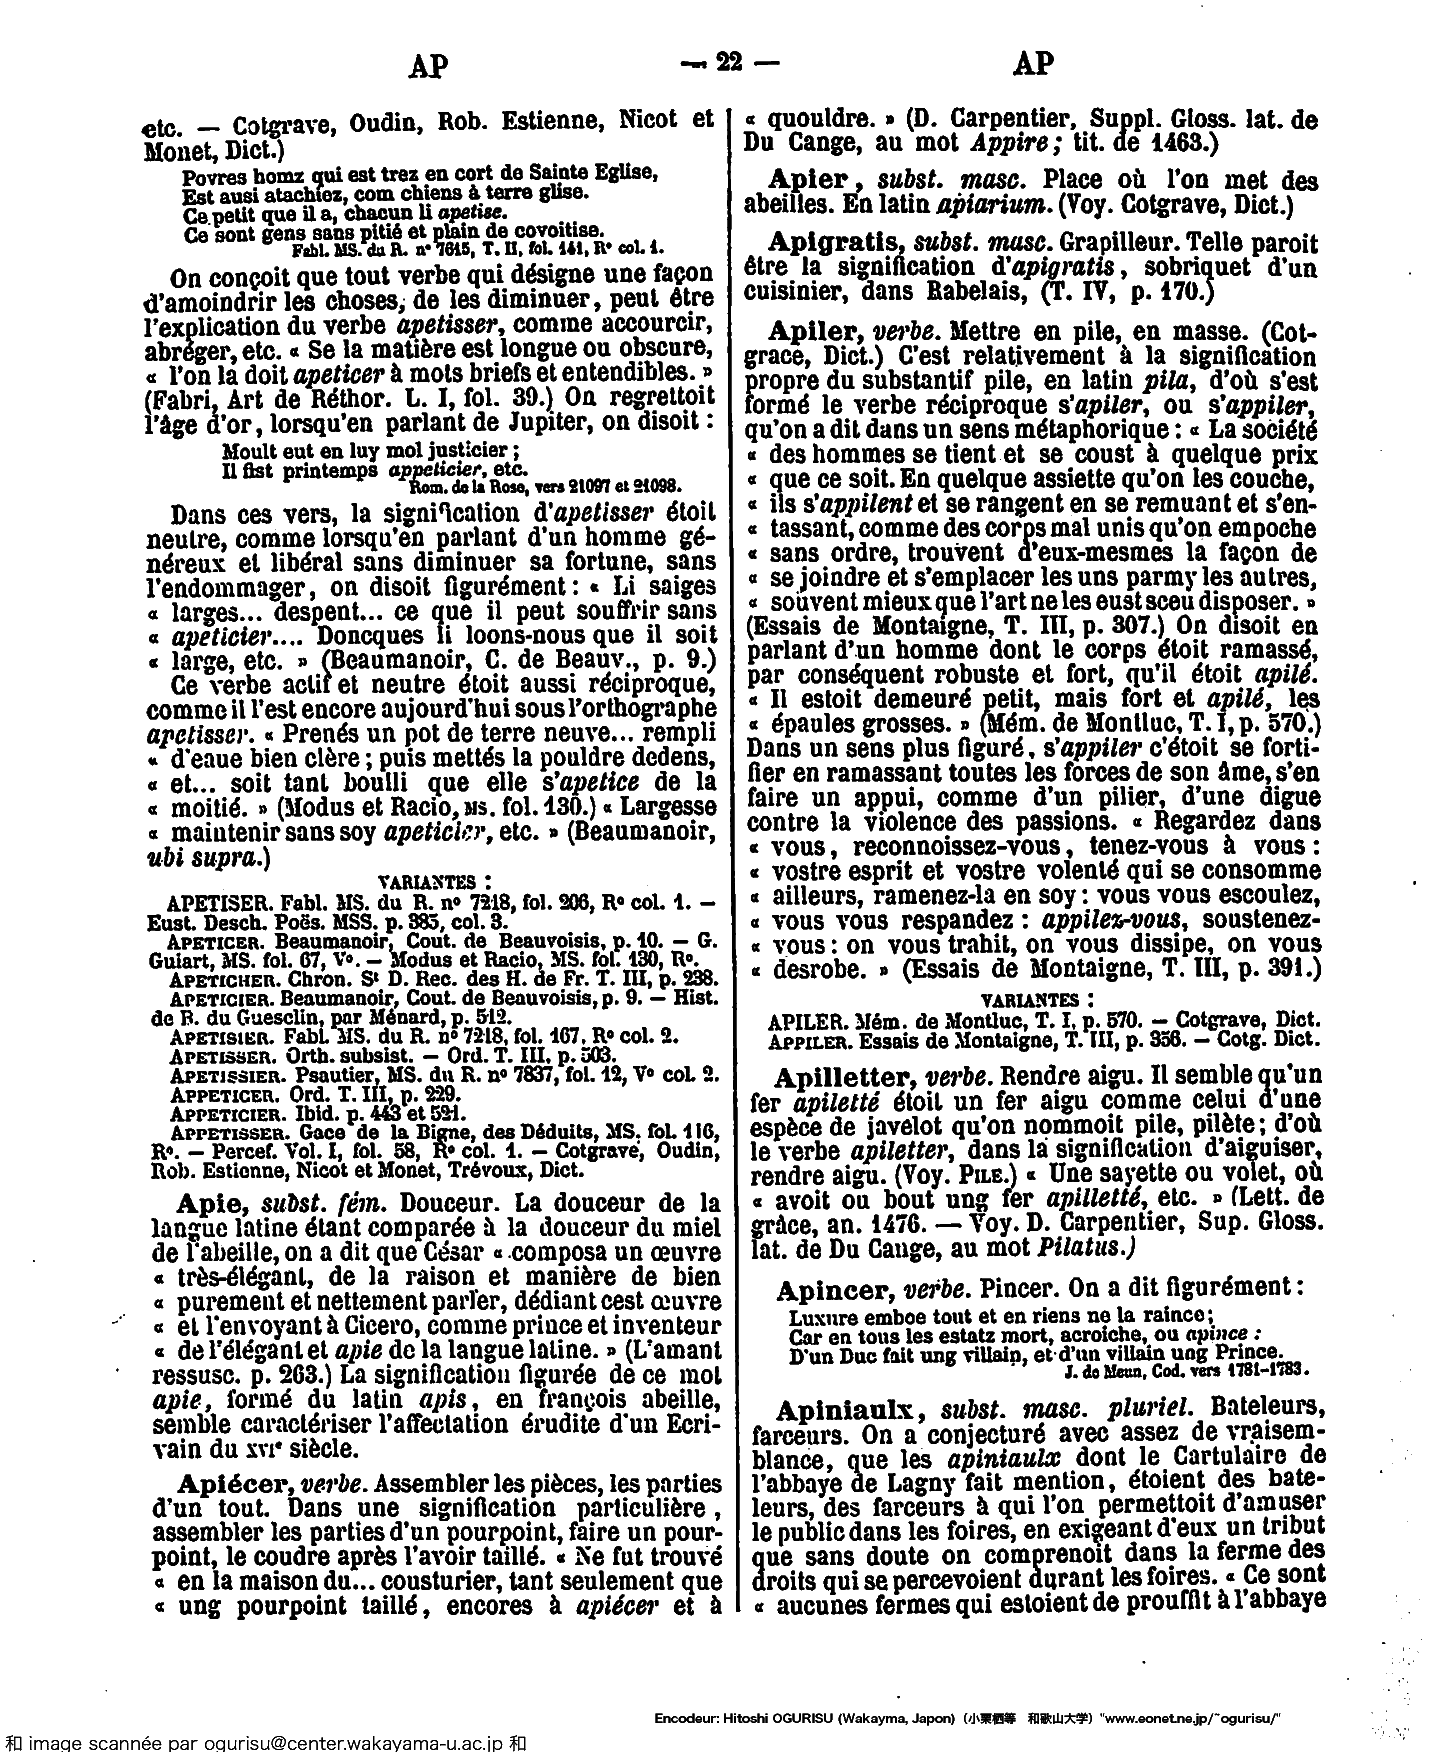 AP — 22 — AP
etc. — Cotgrave, Oudin, Rob. Estienne, Nicot et
Monet, Dict.)
Povres homz qui est trez en cort de Sainte Eglise,
Est ausi atachiez, com chiens à terre glise.
Ce petit que il a, chacun li apetise.
Ce sont gens sans pitié et plain de covoitise.
Fabl. MS. du R. nº 7615, T. II, fol. 141, Rº col. 1.
On conçoit que tout verbe qui désigne une façon
d'amoindrir les choses, de les diminuer, peut être
l'explication du verbe apetisser, comme accourcir,
abréger, etc. « Se la matière est longue ou obscure,
« l'on la doit apeticer à mots briefs et entendibles. »
(Fabri, Art de Réthor. L. I, fol. 39.) On regrettoit
l'âge d'or, lorsqu'en parlant de Jupiter, on disoit :
Moult eut en luy mol justicier ;
Il fist printemps appeticier, etc.
Rom. de la Rose, vers 21097 et 21098.
Dans ces vers, la signification d'apetisser étoit
neutre, comme lorsqu'en parlant d'un homme gé-
néreux et libéral sans diminuer sa fortune, sans
l'endommager, on disoit figurément : « Li saiges
« larges... despent... ce que il peut souffrir sans
« apeticier.... Doncques li loons-nous que il soit
« large, etc. » (Beaumanoir, C. de Beauv., p. 9.)
Ce verbe actif et neutre étoit aussi réciproque,
comme il l'est encore aujourd'hui sous l'orthographe
apetisser. « Prenés un pot de terre neuve... rempli
« d'eaue bien clère ; puis mettés la pouldre dedens,
« et... soit tant boulli que elle s'apetice de la
« moitié. » (Modus et Racio, MS. fol. 130.) « Largesse
« maintenir sans soy apeticier, etc. » (Beaumanoir,
ubi supra.)
VARIANTES :
APETISER. Fabl. MS. du R. nº 7218, fol. 206, Rº col. 1. —
Eust. Desch. Poës. MSS. p. 385, col. 3.
APETICER. Beaumanoir, Cout. de Beauvoisis, p. 10. — G.
Guiart, MS. fol. 67, Vº. — Modus et Racio, MS. fol. 130, Rº.
APETICHER. Chron. St D. Rec. des H. de Fr. T. III, p. 238.
APETICIER. Beaumanoir, Cout. de Beauvoisis, p. 9. — Hist.
de B. du Guesclin, par Ménard, p. 512.
APETISIER. Fabl. MS. du R. nº 7218, fol. 167, Rº col. 2.
APETISSER. Orth. subsist. — Ord. T. III, p. 503.
APETISSIER. Psautier, MS. du R. nº 7837, fol. 12, Vº col. 2.
APPETICER. Ord. T. III, p. 229.
APPETICIER. Ibid. p. 443 et 521.
APPETISSER. Gace de la Bigne, des Déduits, MS. fol. 116,
Rº. — Percef. Vol. I, fol. 58, Rº col. 1. — Cotgrave, Oudin,
Rob. Estienne, Nicot et Monet, Trévoux, Dict.
Apie, subst. fém. Douceur. La douceur de la
langue latine étant comparée à la douceur du miel
de l'abeille, on a dit que César « composa un œuvre
« très-élégant, de la raison et manière de bien
« purement et nettement parler, dédiant cest œuvre
« et l'envoyant à Cicero, comme prince et inventeur
« de l'élégant et apie de la langue latine. » (L'amant
ressusc. p. 263.) La signification figurée de ce mot
apie, formé du latin apis, en françois abeille,
semble caractériser l'affectation érudite d'un Ecri-
vain du XVIe siècle.
Apiécer, verbe. Assembler les pièces, les parties
d'un tout. Dans une signification particulière,
assembler les parties d'un pourpoint, faire un pour-
point, le coudre après l'avoir taillé. « Ne fut trouvé
« en la maison du... cousturier, tant seulement que
« ung pourpoint taillé, encores à apiécer et à
« quouldre. » (D. Carpentier, Suppl. Gloss. lat. de
Du Cange, au mot Appire ; tit. de 1463.)
Apier, subst. masc. Place où l'on met des
abeilles. En latin apiarium. (Voy. Cotgrave, Dict.)
Apigratis, subst. masc. Grapilleur. Telle paroit
être la signification d'apigratis, sobriquet d'un
cuisinier, dans Rabelais, (T. IV, p. 170.)
Apiler, verbe. Mettre en pile, en masse. (Cot-
grace, Dict.) C'est relativement à la signification
propre du substantif pile, en latin pila, d'où s'est
formé le verbe réciproque s'apiler, ou s'appiler,
qu'on a dit dans un sens métaphorique : « La société
« des hommes se tient et se coust à quelque prix
« que ce soit. En quelque assiette qu'on les couche,
« ils s'appilent et se rangent en se remuant et s'en-
« tassant, comme des corps mal unis qu'on empoche
« sans ordre, trouvent d'eux-mesmes la façon de
« se joindre et s'emplacer les uns parmy les autres,
« souvent mieux que l'art ne les eust sceu disposer. »
(Essais de Montaigne, T. III, p. 307.) On disoit en
parlant d'un homme dont le corps étoit ramassé,
par conséquent robuste et fort, qu'il étoit apilé.
« Il estoit demeuré petit, mais fort et apilé, les
« épaules grosses. » (Mém. de Montluc, T. I, p. 570.)
Dans un sens plus figuré, s'appiler c'étoit se forti-
fier en ramassant toutes les forces de son âme, s'en
faire un appui, comme d'un pilier, d'une digue
contre la violence des passions. « Regardez dans
« vous, reconnoissez-vous, tenez-vous à vous :
« vostre esprit et vostre volenté qui se consomme
« ailleurs, ramenez-la en soy : vous vous escoulez,
« vous vous respandez : appilez-vous, soustenez-
« vous : on vous trahit, on vous dissipe, on vous
« desrobe. » (Essais de Montaigne, T. III, p. 391.)
VARIANTES :
APILER. Mém. de Montluc, T. I, p. 570. — Cotgrave, Dict.
APPILER. Essais de Montaigne, T. III, p. 356. — Cotg. Dict.
Apilletter, verbe. Rendre aigu. Il semble qu'un
fer apiletté étoit un fer aigu comme celui d'une
espèce de javelot qu'on nommoit pile, pilète ; d'où
le verbe apiletter, dans la signification d'aiguiser,
rendre aigu. (Voy. PILE.) « Une sayette ou volet, où
« avoit ou bout ung fer apilletté, etc. » (Lett. de
grâce, an. 1476. — Voy. D. Carpentier, Sup. Gloss.
lat. de Du Cange, au mot Pilatus.)
Apincer, verbe. Pincer. On a dit figurément :
Luxure emboe tout et en riens ne la raince ;
Car en tous les estatz mort, acroiche, ou apince :
D'un Duc fait ung villain, et d'un villain ung Prince.
J. de Meun, Cod. vers 1781-1783.
Apiniaulx, subst. masc. pluriel. Bateleurs,
farceurs. On a conjecturé avec assez de vraisem-
blance, que les apiniaulx dont le Cartulaire de
l'abbaye de Lagny fait mention, étoient des bate-
leurs, des farceurs à qui l'on permettoit d'amuser
le public dans les foires, en exigeant d'eux un tribut
que sans doute on comprenoit dans la ferme des
droits qui se percevoient durant les foires. « Ce sont
« aucunes fermes qui estoient de prouffit à l'abbaye
Encodeur: Hitoshi OGURISU (Wakayma, Japon) (小栗栖等 和歌山大学) "www.eonet.ne.jp/~ogurisu/"
和 image scannée par ogurisu@center.wakayama-u.ac.jp 和